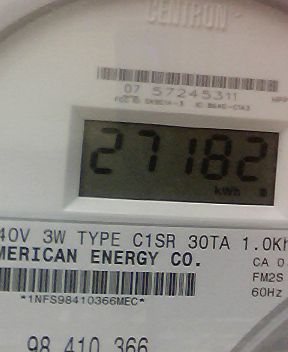 CENTRON
07 57245311
27182
kWh
40V 3W TYPE C1SR 30TA 1.0Kh
MERICAN ENERGY CO.
CA 0.
FM2S
60Hz
*1NFS98410366MEC*
98 410 366